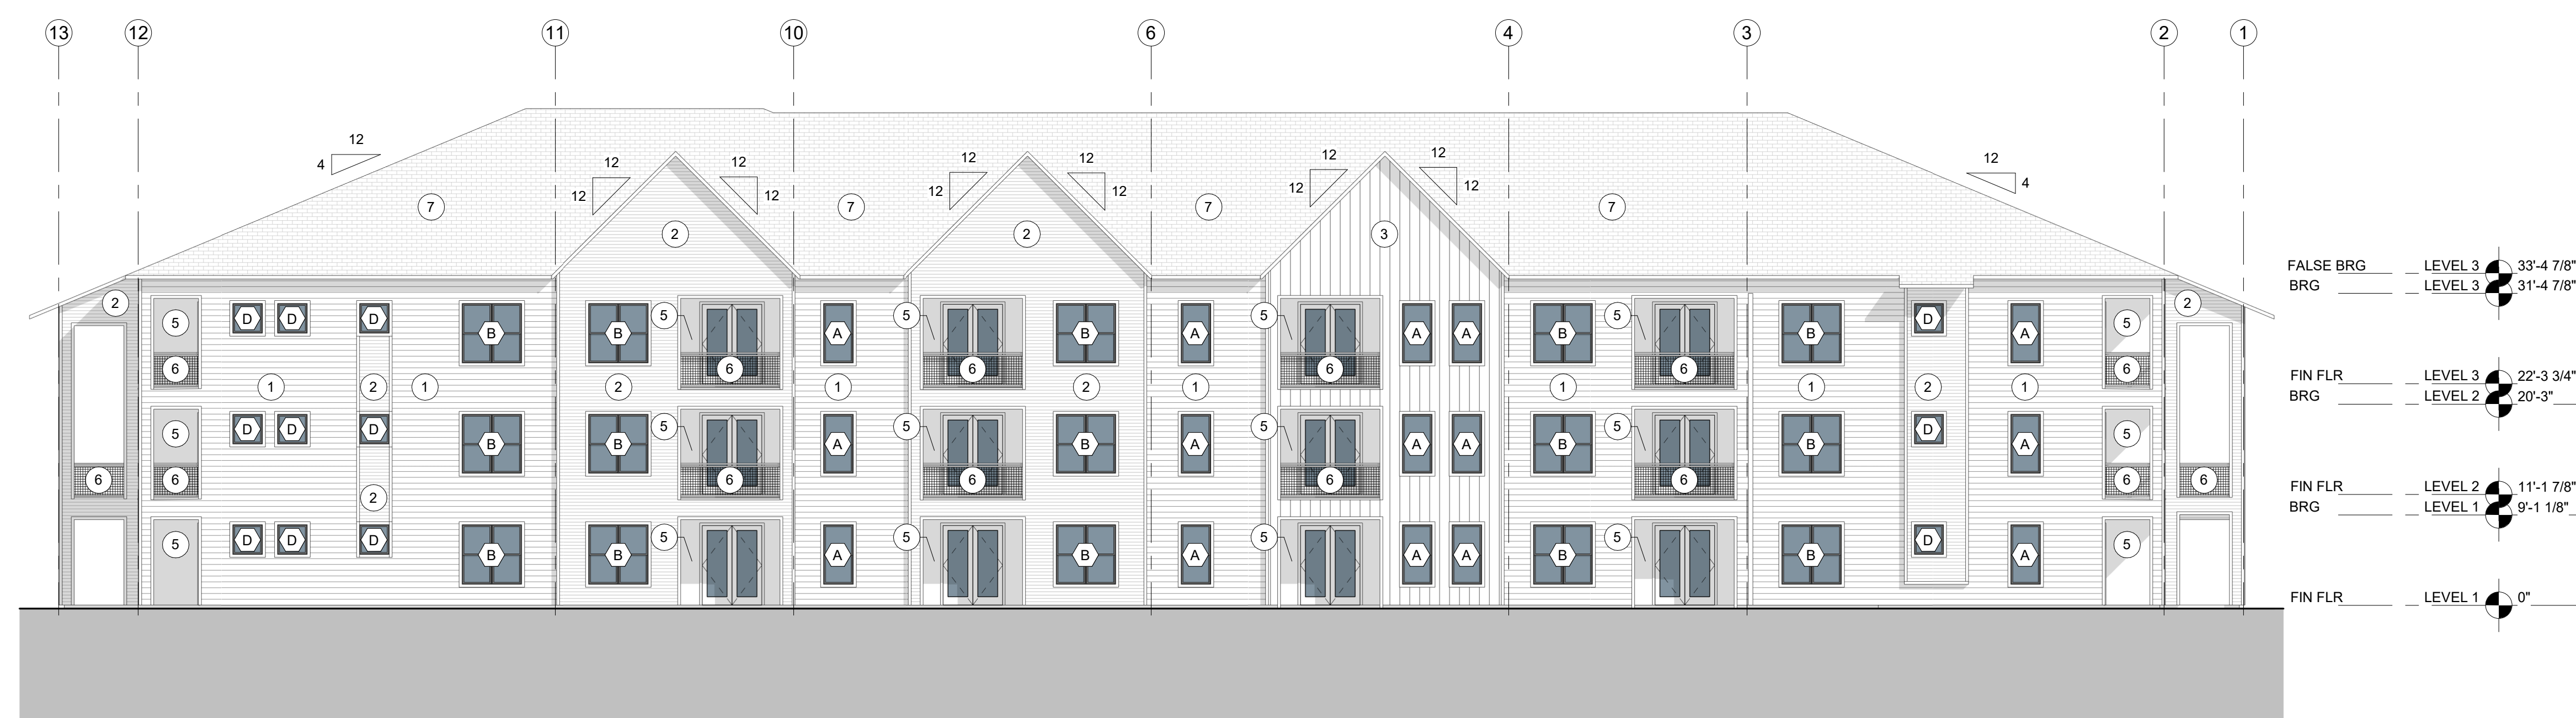 13 12 11 10 6 4 3 2 1
12 4
12 12
12 12
12 12
12 12
12 12
12 12
12 4
7 7 7 7
2 2 3
FALSE BRG LEVEL 3 33'-4 7/8"
BRG LEVEL 3 31'-4 7/8"
2 2
5 D D D B B 5 A 5 B A 5 A A B 5 B D A 5
6 6 6 6 6 6
1 2 1 2 1 2 1 1 1 2 1
FIN FLR LEVEL 3 22'-3 3/4"
BRG LEVEL 2 20'-3"
5 D D D B B 5 A 5 B A 5 A A B 5 B D A 5
6 6 6 6 6 6 6 6
2
FIN FLR LEVEL 2 11'-1 7/8"
BRG LEVEL 1 9'-1 1/8"
5 D D D B B 5 A 5 B A 5 A A B 5 B D A 5
FIN FLR LEVEL 1 0"